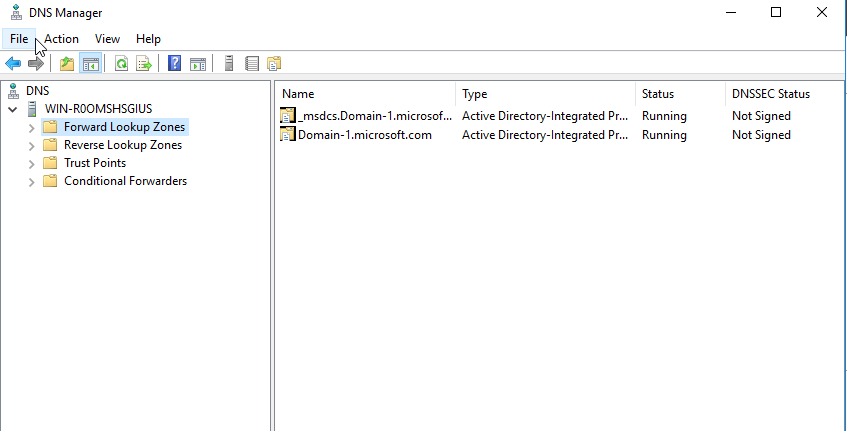 DNS Manager
File Action View Help
DNS
WIN-R0OMSHSGIUS
Forward Lookup Zones
Reverse Lookup Zones
Trust Points
Conditional Forwarders
Name Type Status DNSSEC Status
_msdcs.Domain-1.microsof... Active Directory-Integrated Pr... Running Not Signed
Domain-1.microsoft.com Active Directory-Integrated Pr... Running Not Signed